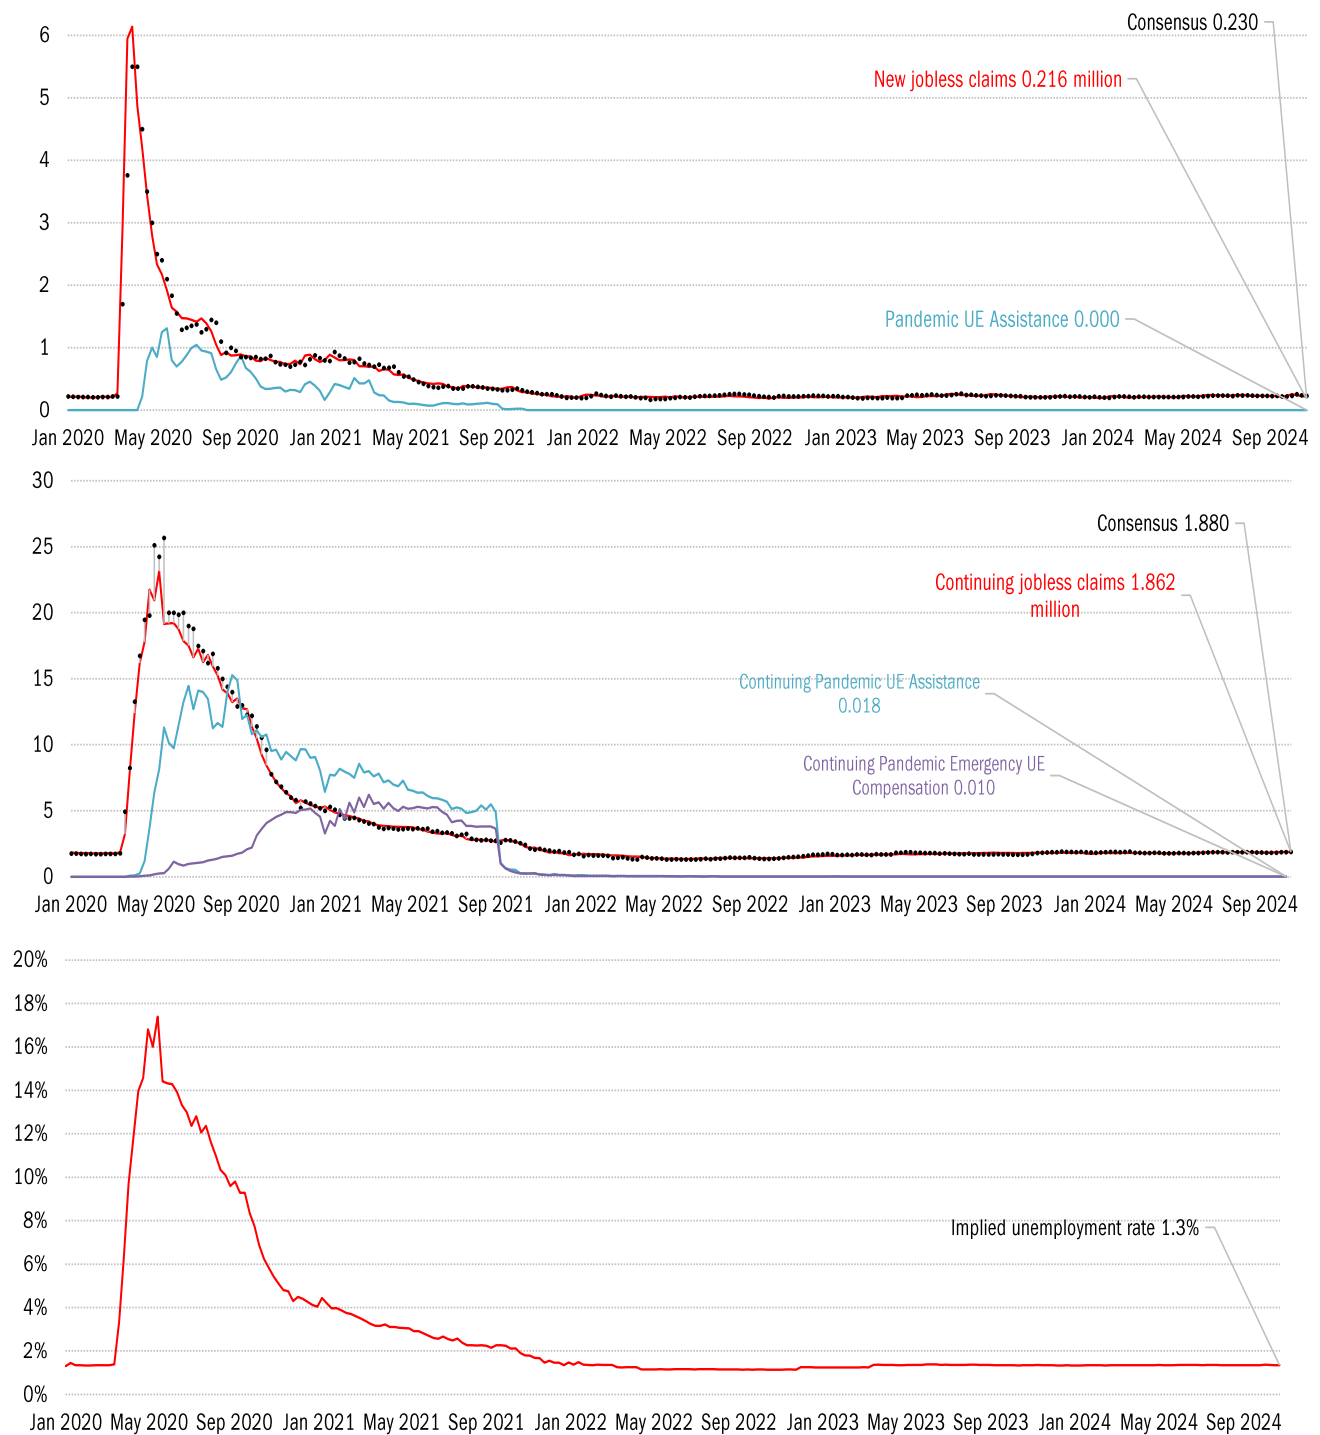 Consensus 0.230
6
New jobless claims 0.216 million
5
4
3
2
Pandemic UE Assistance 0.000
1
0
Jan 2020 May 2020 Sep 2020 Jan 2021 May 2021 Sep 2021 Jan 2022 May 2022 Sep 2022 Jan 2023 May 2023 Sep 2023 Jan 2024 May 2024 Sep 2024
30
Consensus 1.880
25
Continuing jobless claims 1.862
million
20
15
Continuing Pandemic UE Assistance
0.018
10
Continuing Pandemic Emergency UE
Compensation 0.010
5
0
Jan 2020 May 2020 Sep 2020 Jan 2021 May 2021 Sep 2021 Jan 2022 May 2022 Sep 2022 Jan 2023 May 2023 Sep 2023 Jan 2024 May 2024 Sep 2024
20%
18%
16%
14%
12%
10%
8%
Implied unemployment rate 1.3%
6%
4%
2%
0%
Jan 2020 May 2020 Sep 2020 Jan 2021 May 2021 Sep 2021 Jan 2022 May 2022 Sep 2022 Jan 2023 May 2023 Sep 2023 Jan 2024 May 2024 Sep 2024